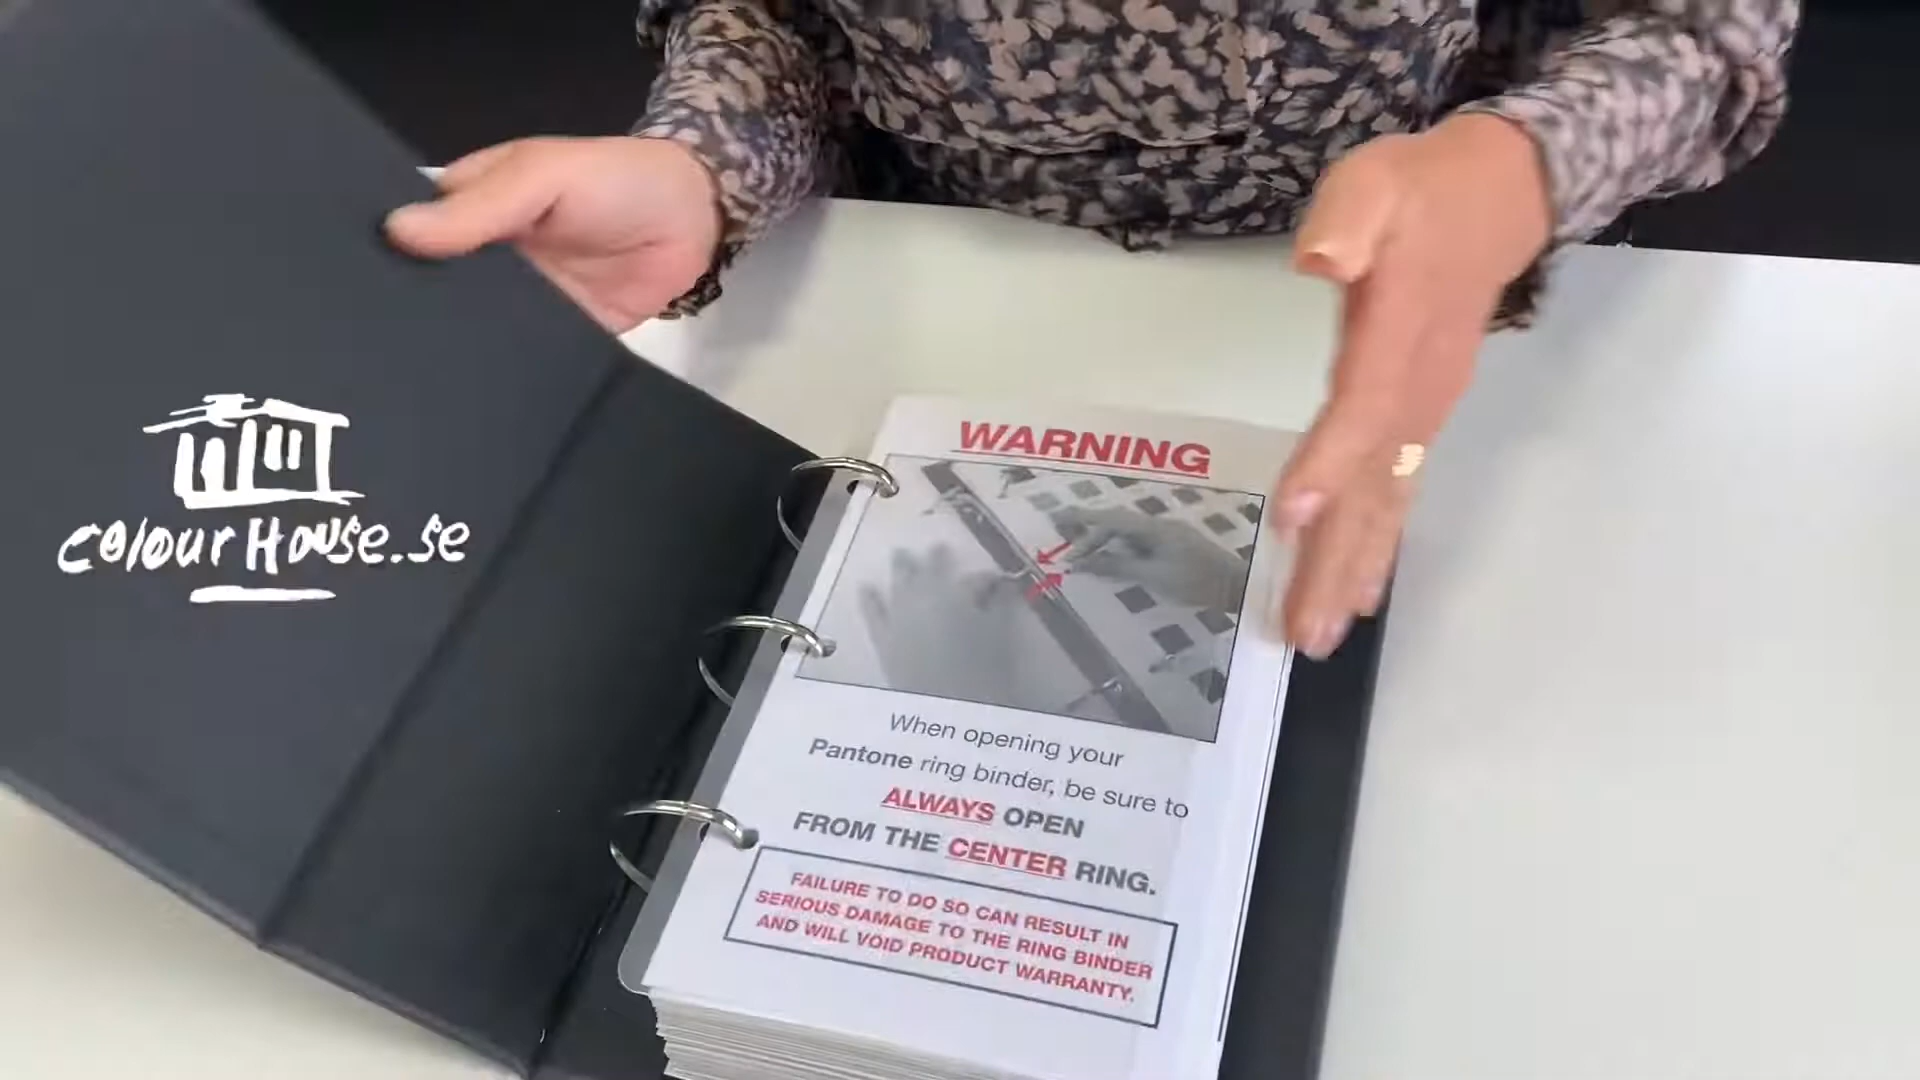 colourHouse.se
WARNING
When opening your
Pantone ring binder, be sure to
ALWAYS OPEN
FROM THE CENTER RING.
FAILURE TO DO SO CAN RESULT IN
SERIOUS DAMAGE TO THE RING BINDER
AND WILL VOID PRODUCT WARRANTY.